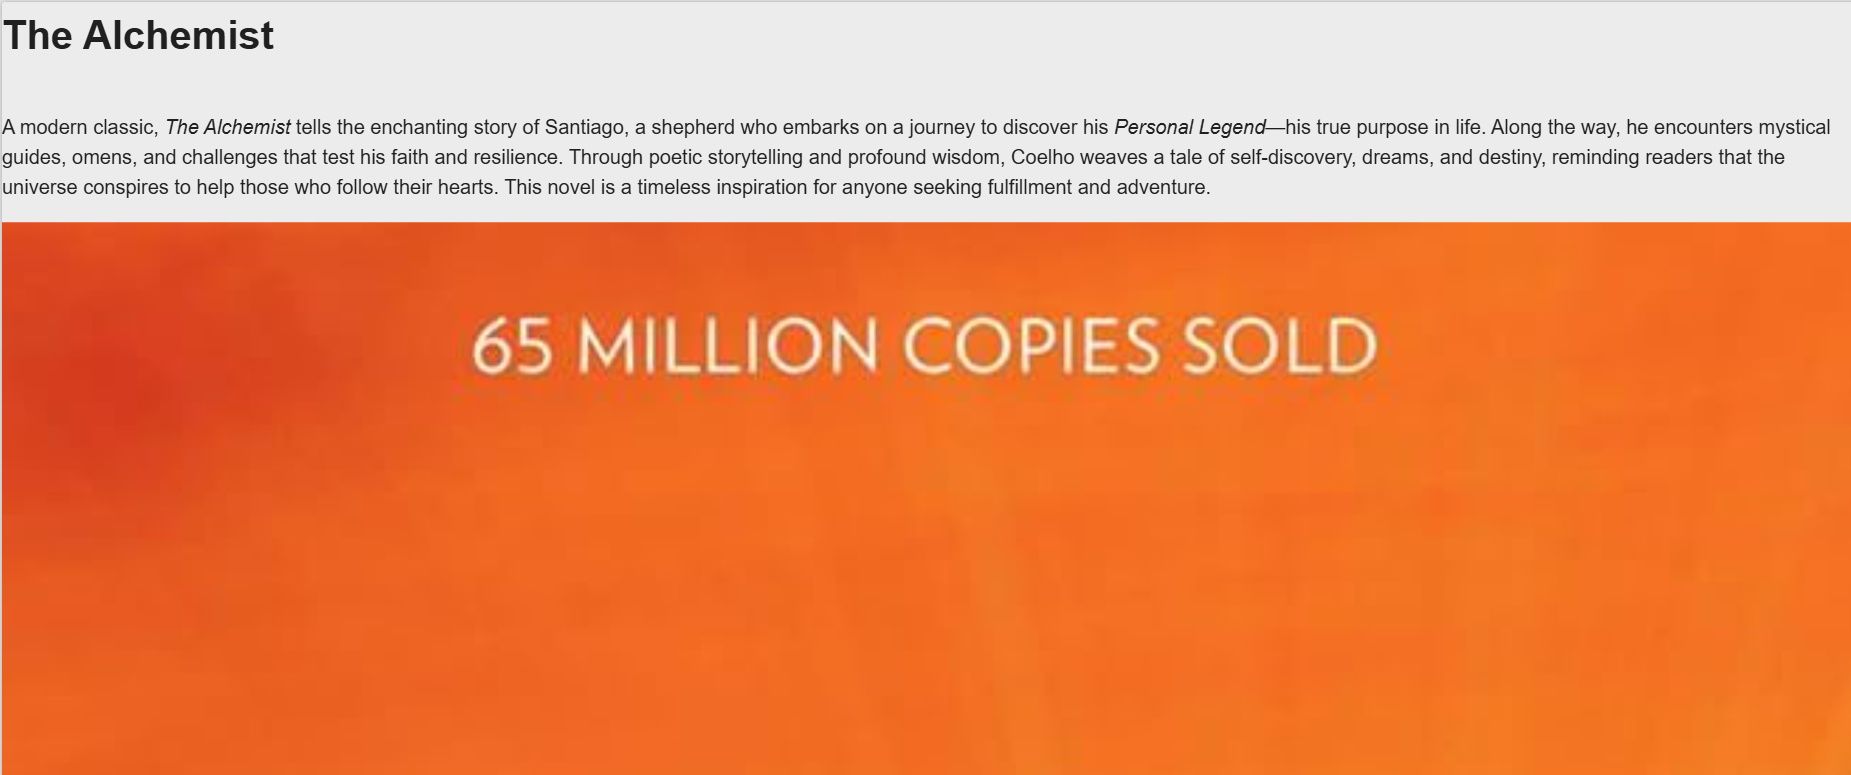 The Alchemist
A modern classic, The Alchemist tells the enchanting story of Santiago, a shepherd who embarks on a journey to discover his Personal Legend—his true purpose in life. Along the way, he encounters mystical
guides, omens, and challenges that test his faith and resilience. Through poetic storytelling and profound wisdom, Coelho weaves a tale of self-discovery, dreams, and destiny, reminding readers that the
universe conspires to help those who follow their hearts. This novel is a timeless inspiration for anyone seeking fulfillment and adventure.
65 MILLION COPIES SOLD